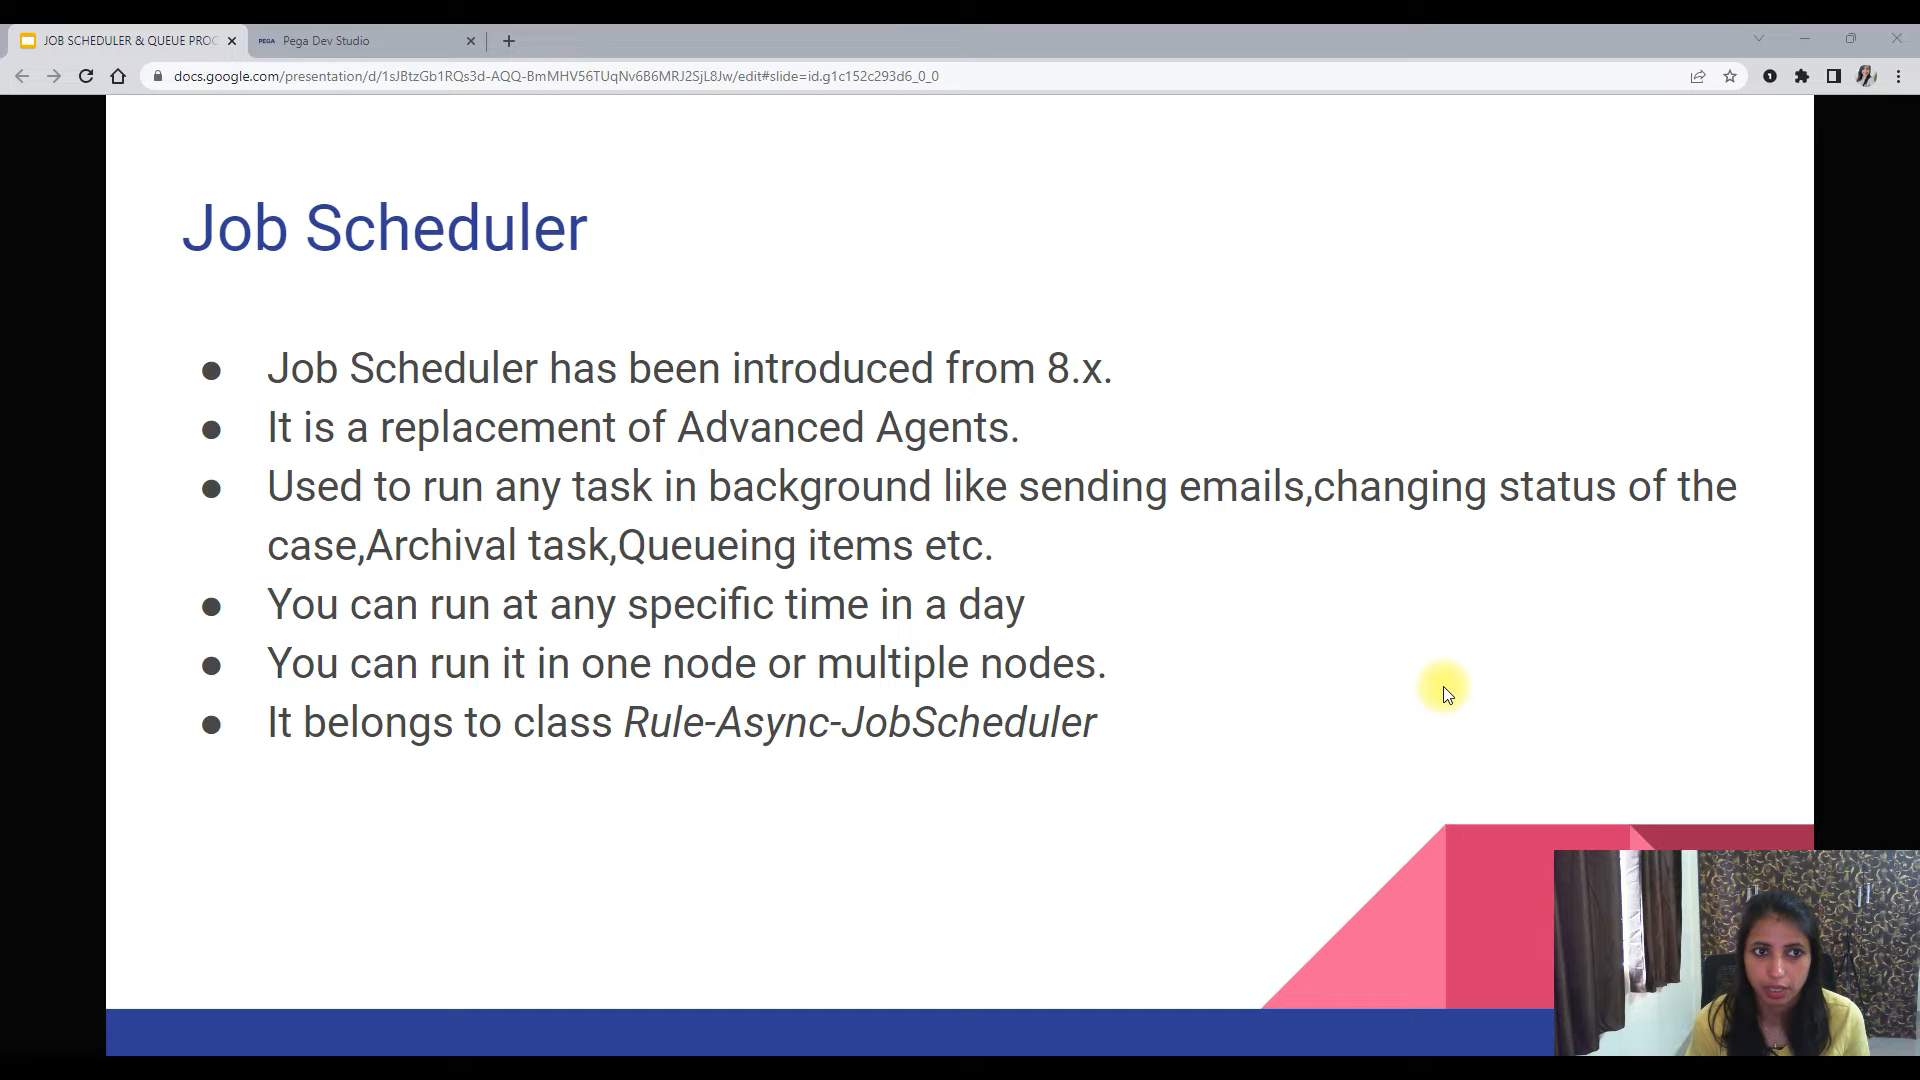 JOB SCHEDULER & QUEUE PROC
PEGA Pega Dev Studio
docs.google.com/presentation/d/1sJBtzGb1RQs3d-AQQ-BmMHV56TUqNv6B6MRJ2SjL8Jw/edit#slide=id.g1c152c293d6_0_0
Job Scheduler
● Job Scheduler has been introduced from 8.x.
● It is a replacement of Advanced Agents.
● Used to run any task in background like sending emails,changing status of the
case,Archival task,Queueing items etc.
● You can run at any specific time in a day
● You can run it in one node or multiple nodes.
● It belongs to class Rule-Async-JobScheduler